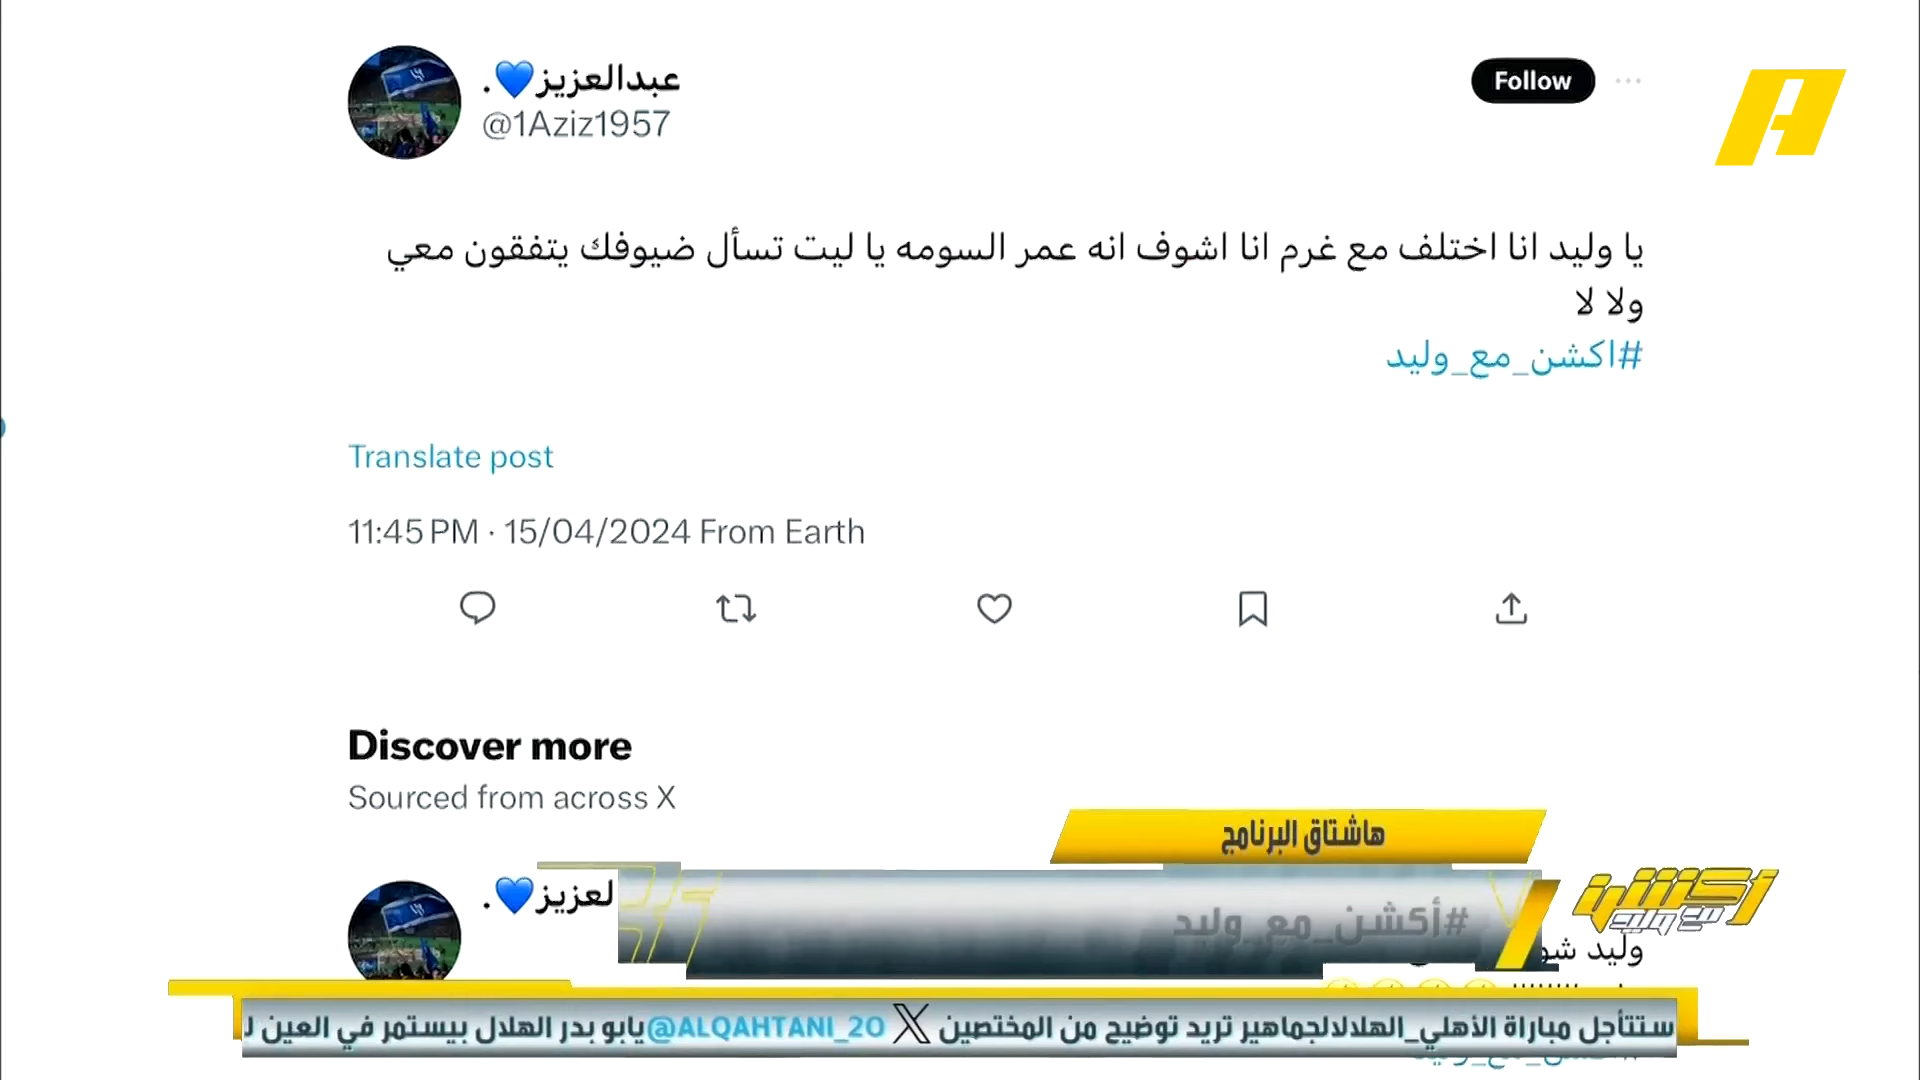 عبدالعزيز💙.
@1Aziz1957
Follow
يا وليد انا اختلف مع غرم انا اشوف انه عمر السومه يا ليت تسأل ضيوفك يتفقون معي
ولا لا
#اكشن_مع_وليد
Translate post
11:45 PM · 15/04/2024 From Earth
Discover more
Sourced from across X
هاشتاق البرنامج
لعزيز💙.
#أكشن_مع_وليد
أكشن
مع وليد
وليد شو
ستتأجل مباراة الأهلي_الهلالالجماهير تريد توضيح من المختصين X @ALQAHTANI_20يابو بدر الهلال بيستمر في العين ل